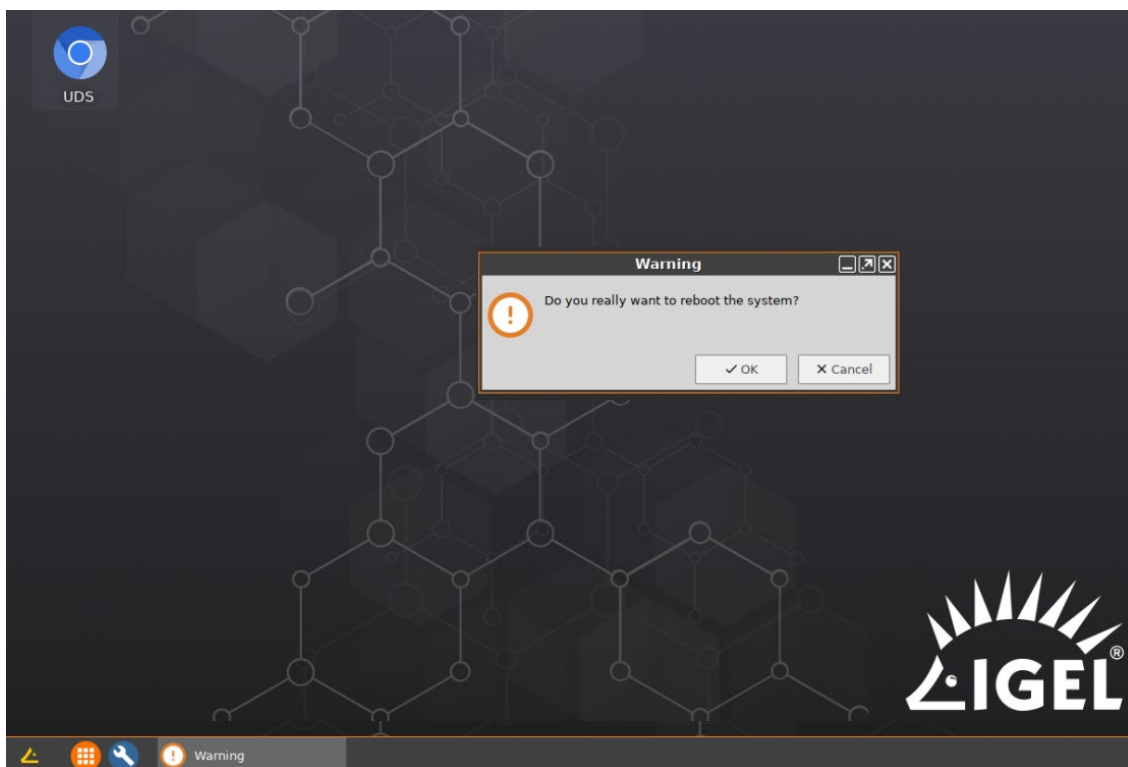 UDS
Warning
Do you really want to reboot the system?
OK
Cancel
IGEL®
Warning